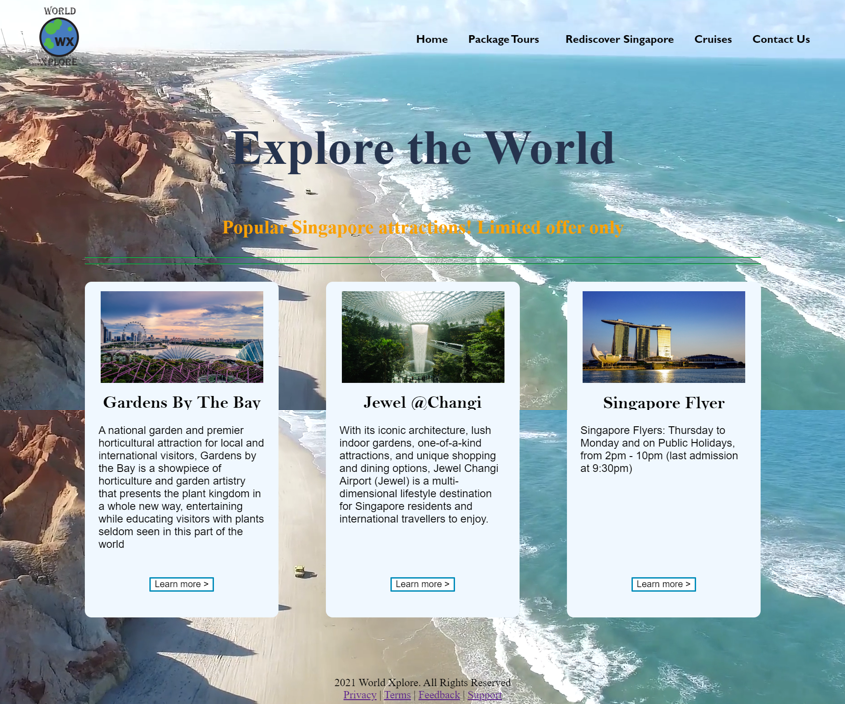 WORLD
WX
XPLORE
Home Package Tours Rediscover Singapore Cruises Contact Us
Explore the World
Popular Singapore attractions! Limited offer only
Gardens By The Bay
A national garden and premier
horticultural attraction for local and
international visitors, Gardens by
the Bay is a showpiece of
horticulture and garden artistry
that presents the plant kingdom in
a whole new way, entertaining
while educating visitors with plants
seldom seen in this part of the
world
Learn more >
Jewel @Changi
With its iconic architecture, lush
indoor gardens, one-of-a-kind
attractions, and unique shopping
and dining options, Jewel Changi
Airport (Jewel) is a multi-
dimensional lifestyle destination
for Singapore residents and
international travellers to enjoy.
Learn more >
Singapore Flyer
Singapore Flyers: Thursday to
Monday and on Public Holidays,
from 2pm - 10pm (last admission
at 9:30pm)
Learn more >
2021 World Xplore. All Rights Reserved
Privacy | Terms | Feedback | Support